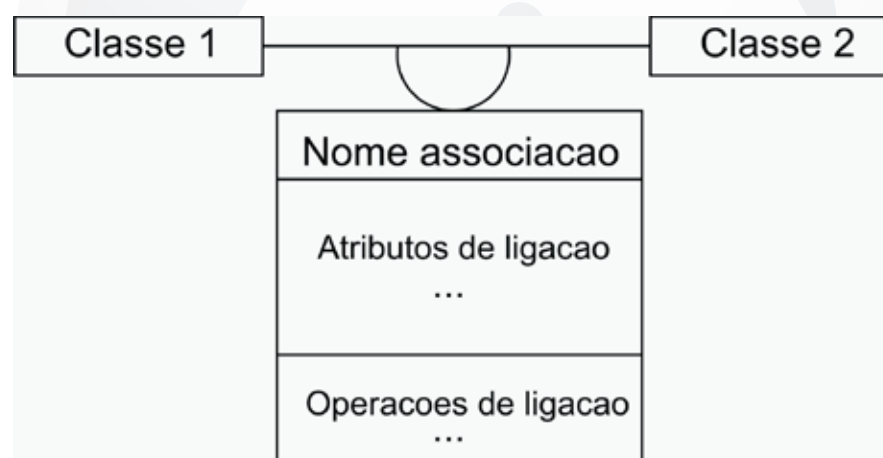 Classe 1
Classe 2
Nome associacao
Atributos de ligacao
...
Operacoes de ligacao
...